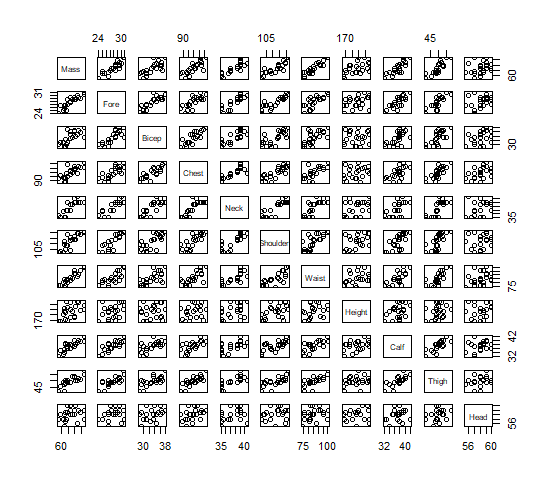 24 30 90 105 170 45
Mass 60
31 24 Fore
Bicep 30
90 Chest
Neck 35
105 Shoulder
Waist 75
170 Height
Calf 42 32
45 Thigh
Head 56
60 30 38 35 40 75 100 32 40 56 60